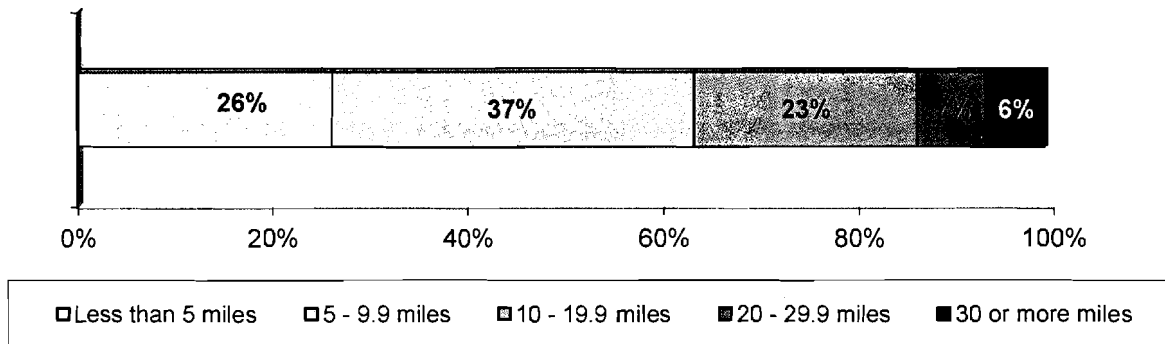 26% 37% 23% 6%
0% 20% 40% 60% 80% 100%
Less than 5 miles 5 - 9.9 miles 10 - 19.9 miles 20 - 29.9 miles 30 or more miles